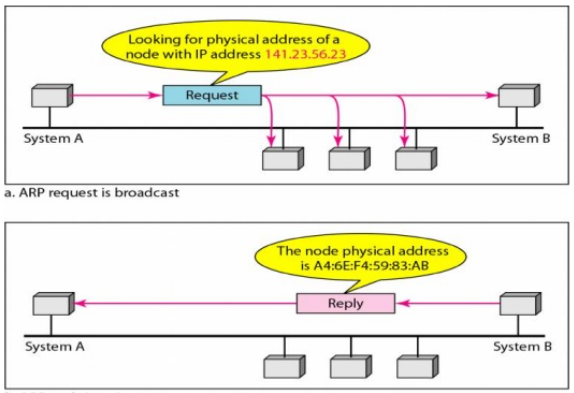 Looking for physical address of a
node with IP address 141.23.56.23
Request
System A
System B
a. ARP request is broadcast
The node physical address
is A4:6E:F4:59:83:AB
Reply
System A
System B